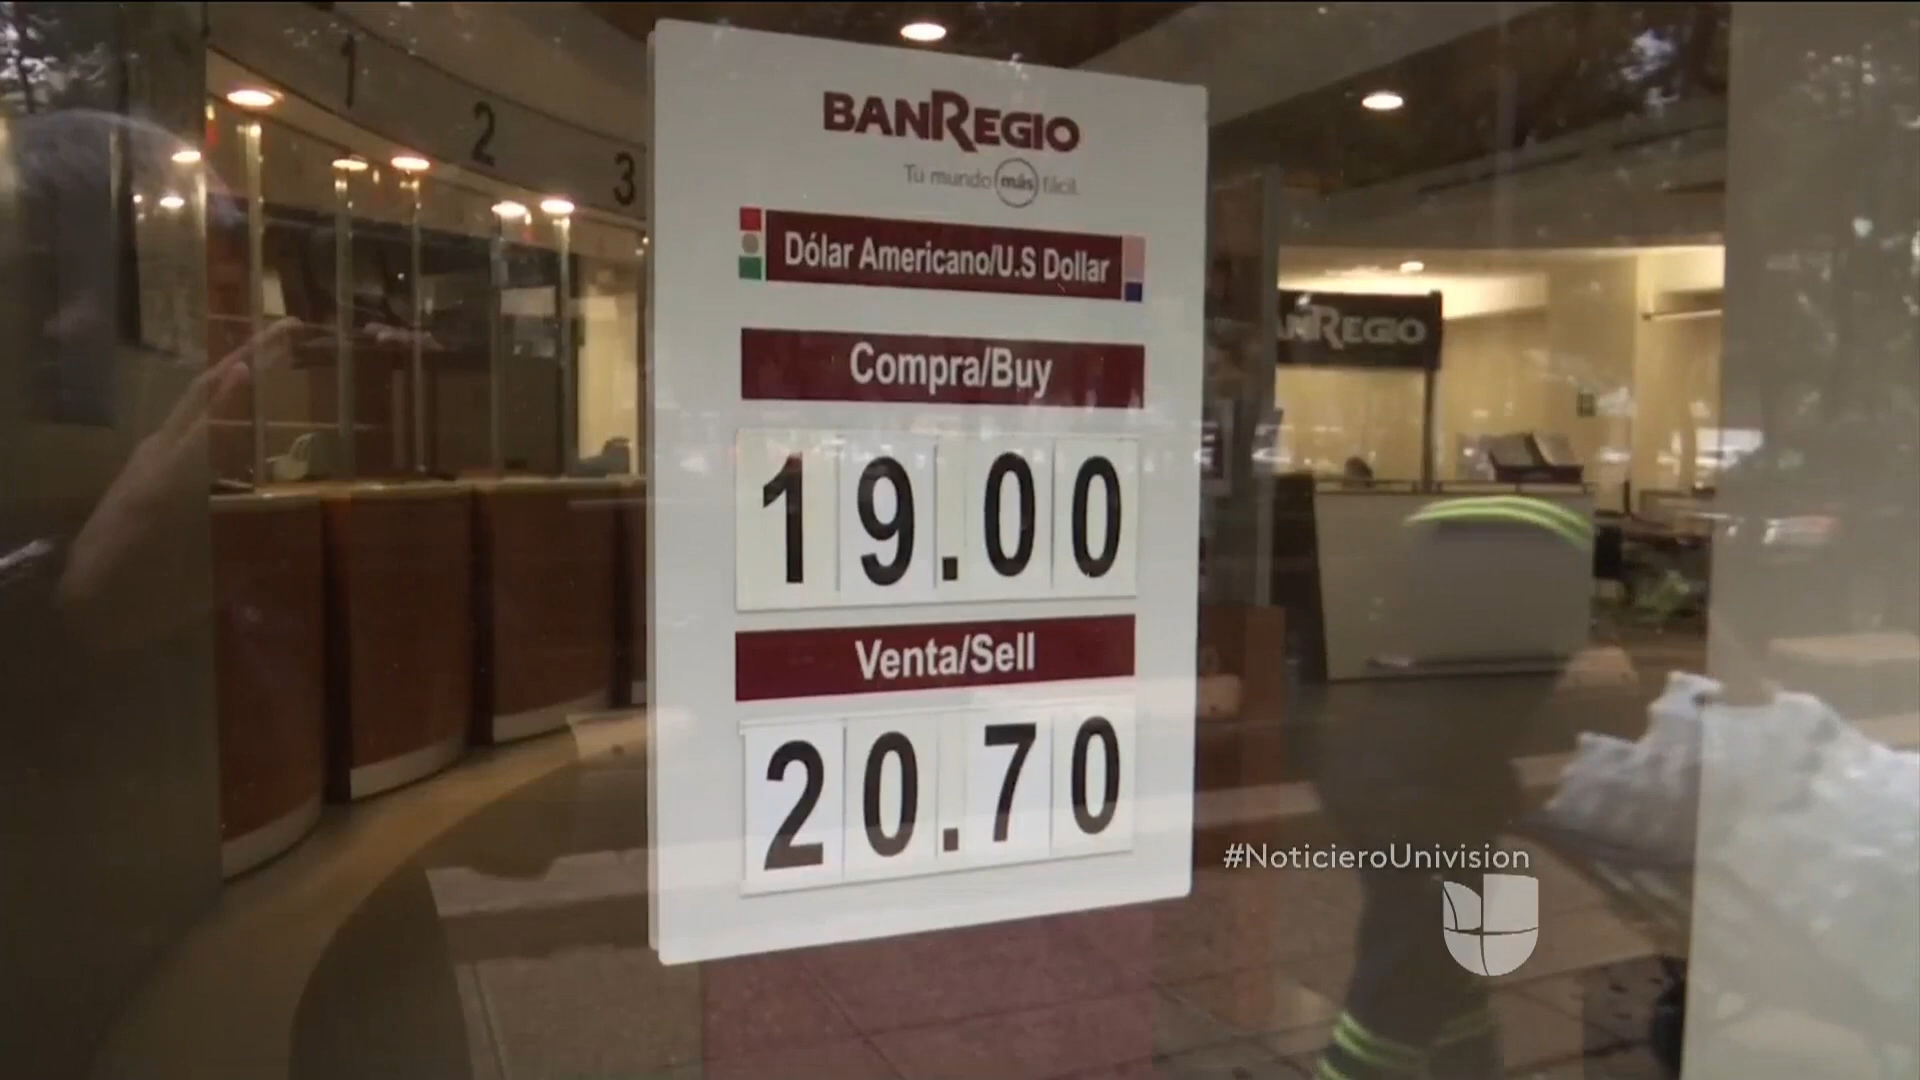 1
2
3
BANREGIO
Tu mundo más fácil.
Dólar Americano/U.S Dollar
Compra/Buy
19.00
Venta/Sell
20.70
BANREGIO
#NoticieroUnivision